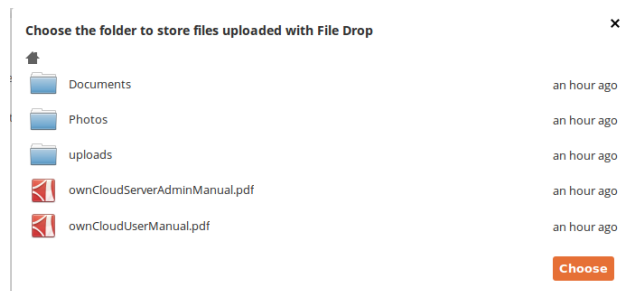 Choose the folder to store files uploaded with File Drop
Documents an hour ago
Photos an hour ago
uploads an hour ago
ownCloudServerAdminManual.pdf an hour ago
ownCloudUserManual.pdf an hour ago
Choose